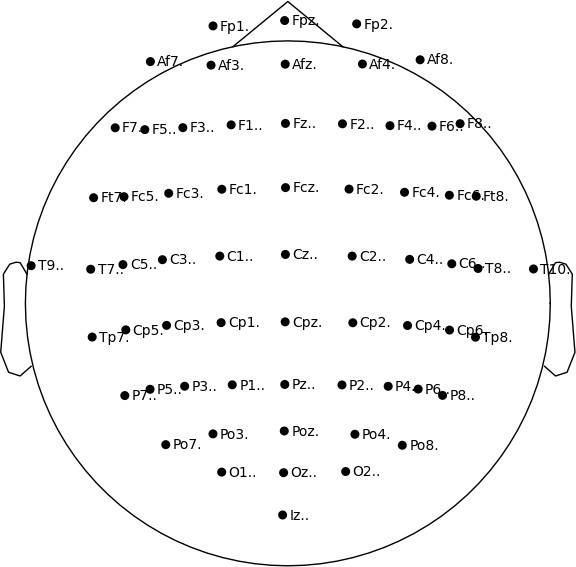 Fp1. Fpz. Fp2.
Af7. Af3. Afz. Af4. Af8.
F7.. F5.. F3.. F1.. Fz.. F2.. F4.. F6.. F8..
Ft7. Fc5. Fc3. Fc1. Fcz. Fc2. Fc4. Fc6. Ft8.
T9.. T7.. C5.. C3.. C1.. Cz.. C2.. C4.. C6.. T8.. T10.
Tp7. Cp5. Cp3. Cp1. Cpz. Cp2. Cp4. Cp6. Tp8.
P7.. P5.. P3.. P1.. Pz.. P2.. P4.. P6.. P8..
Po7. Po3. Poz. Po4. Po8.
O1.. Oz.. O2..
Iz..